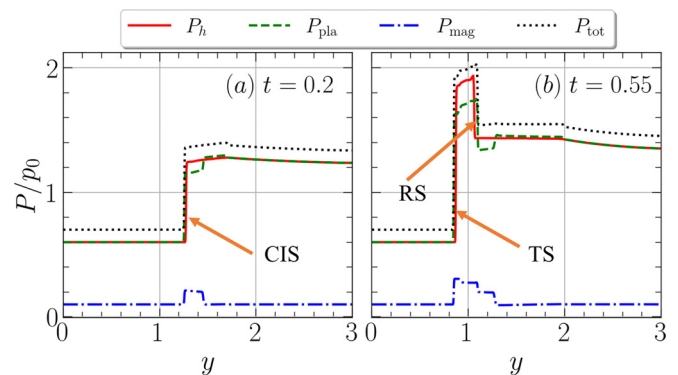 P_h P_pla P_mag P_tot
(a) t = 0.2
(b) t = 0.55
P/p_0
2
1
0
CIS
RS
TS
0 1 2 3
0 1 2 3
y
y